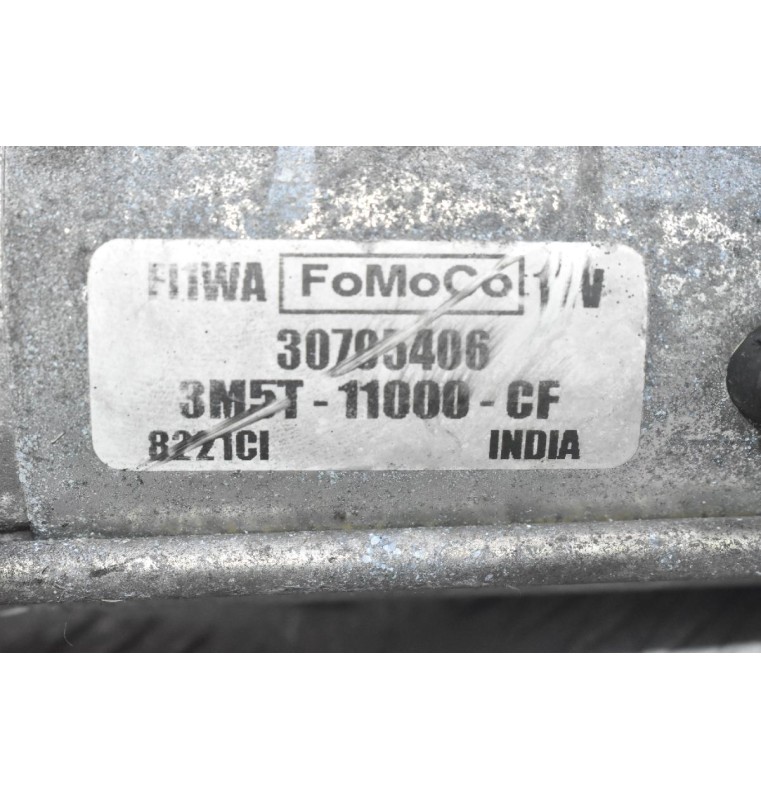 FoMoCo
30795406
3M5T-11000-CF
8221CI INDIA